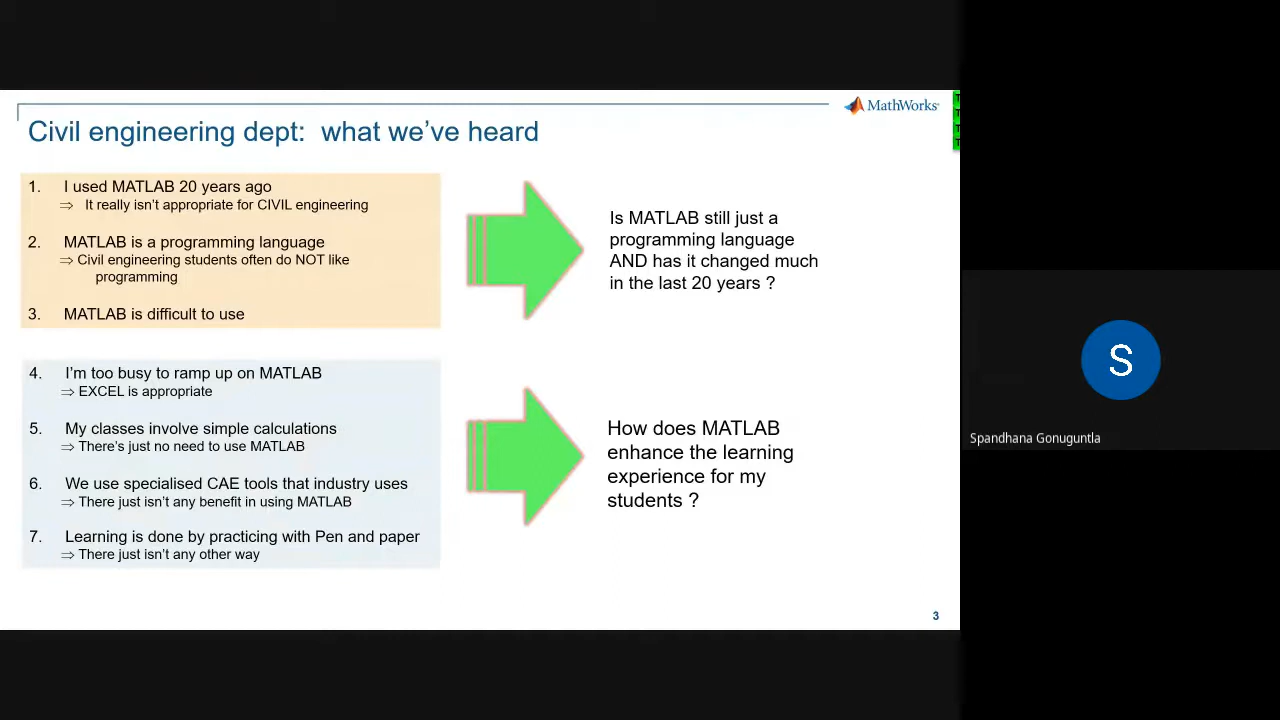 MathWorks
Civil engineering dept:  what we've heard
1. I used MATLAB 20 years ago
⇒ It really isn't appropriate for CIVIL engineering
2. MATLAB is a programming language
⇒ Civil engineering students often do NOT like
programming
3. MATLAB is difficult to use
Is MATLAB still just a
programming language
AND has it changed much
in the last 20 years ?
4. I'm too busy to ramp up on MATLAB
⇒ EXCEL is appropriate
5. My classes involve simple calculations
⇒ There's just no need to use MATLAB
6. We use specialised CAE tools that industry uses
⇒ There just isn't any benefit in using MATLAB
7. Learning is done by practicing with Pen and paper
⇒ There just isn't any other way
How does MATLAB
enhance the learning
experience for my
students ?
3
S
Spandhana Gonuguntla